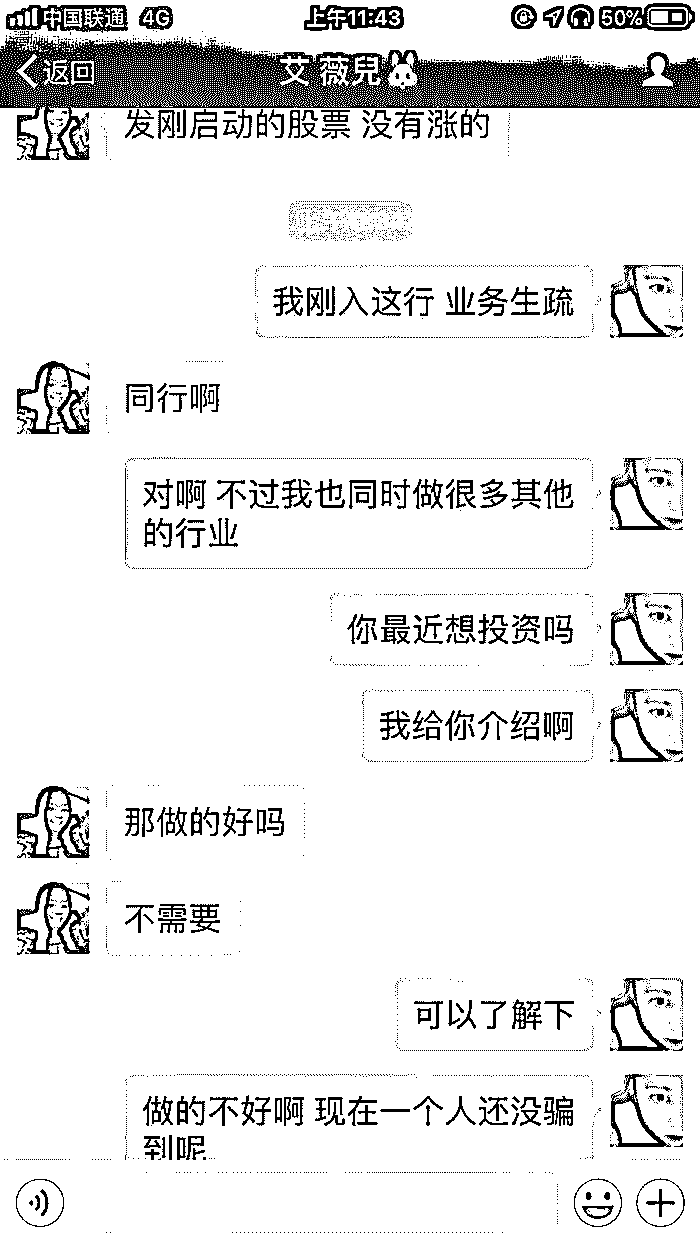 中国联通 4G 上午11:43 50%
返回 艾 薇兒
发刚启动的股票 没有涨的
我刚入这行 业务生疏
同行啊
对啊 不过我也同时做很多其他
的行业
你最近想投资吗
我给你介绍啊
那做的好吗
不需要
可以了解下
做的不好啊 现在一个人还没骗
到呢